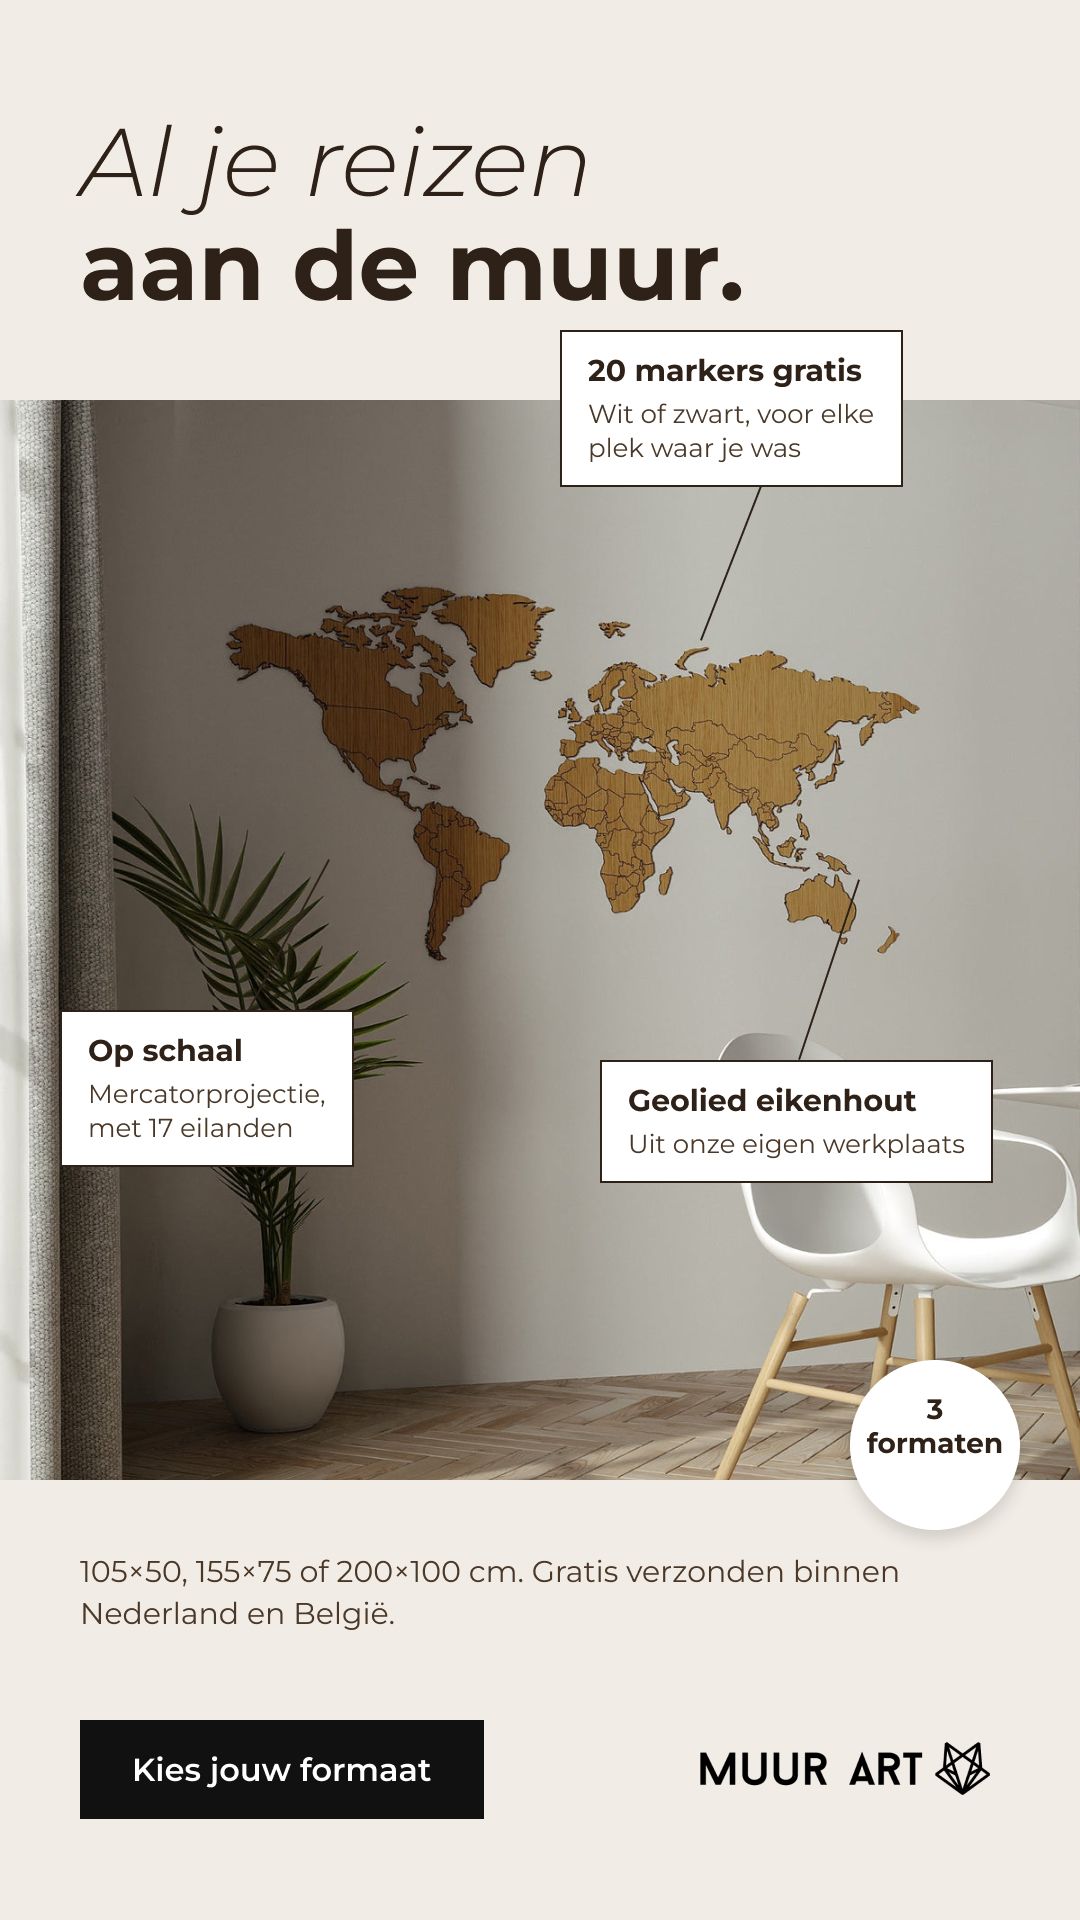 Al je reizen
aan de muur.
20 markers gratis
Wit of zwart, voor elke
plek waar je was
Op schaal
Mercatorprojectie,
met 17 eilanden
Geolied eikenhout
Uit onze eigen werkplaats
3
formaten
105×50, 155×75 of 200×100 cm. Gratis verzonden binnen
Nederland en België.
Kies jouw formaat
MUUR ART